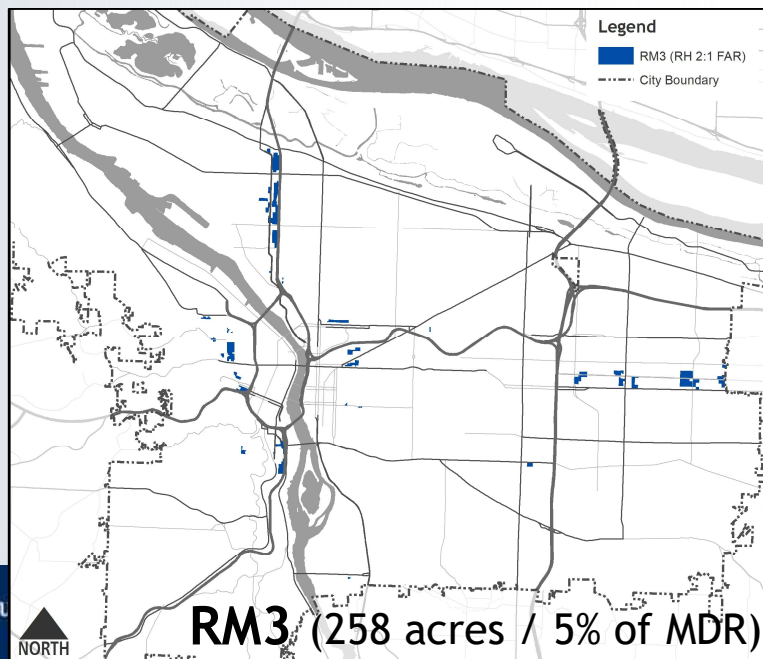 Legend
RM3 (RH 2:1 FAR)
City Boundary
NORTH
RM3 (258 acres / 5% of MDR)